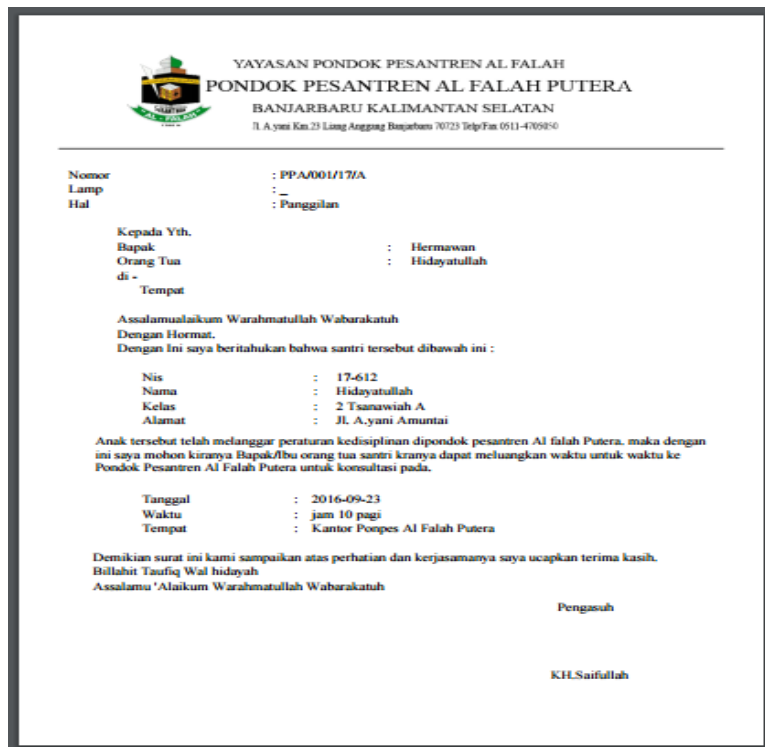 YAYASAN PONDOK PESANTREN AL FALAH
PONDOK PESANTREN AL FALAH PUTERA
BANJARBARU KALIMANTAN SELATAN
Jl. A.yani Km.23 Liang Anggang Banjarbaru 70723 Telp/Fax 0511-4705050
AL - FALAH
Nomor : PPA/001/17/A
Lamp : _
Hal : Panggilan
Kepada Yth.
Bapak : Hermawan
Orang Tua : Hidayatullah
di -
Tempat
Assalamualaikum Warahmatullah Wabarakatuh
Dengan Hormat.
Dengan Ini saya beritahukan bahwa santri tersebut dibawah ini :
Nis : 17-612
Nama : Hidayatullah
Kelas : 2 Tsanawiah A
Alamat : Jl. A.yani Amuntai
Anak tersebut telah melanggar peraturan kedisiplinan dipondok pesantren Al falah Putera. maka dengan
ini saya mohon kiranya Bapak/Ibu orang tua santri kranya dapat meluangkan waktu untuk waktu ke
Pondok Pesantren Al Falah Putera untuk konsultasi pada.
Tanggal : 2016-09-23
Waktu : jam 10 pagi
Tempat : Kantor Ponpes Al Falah Putera
Demikian surat ini kami sampaikan atas perhatian dan kerjasamanya saya ucapkan terima kasih.
Billahit Taufiq Wal hidayah
Assalamu 'Alaikum Warahmatullah Wabarakatuh
Pengasuh
KH.Saifullah